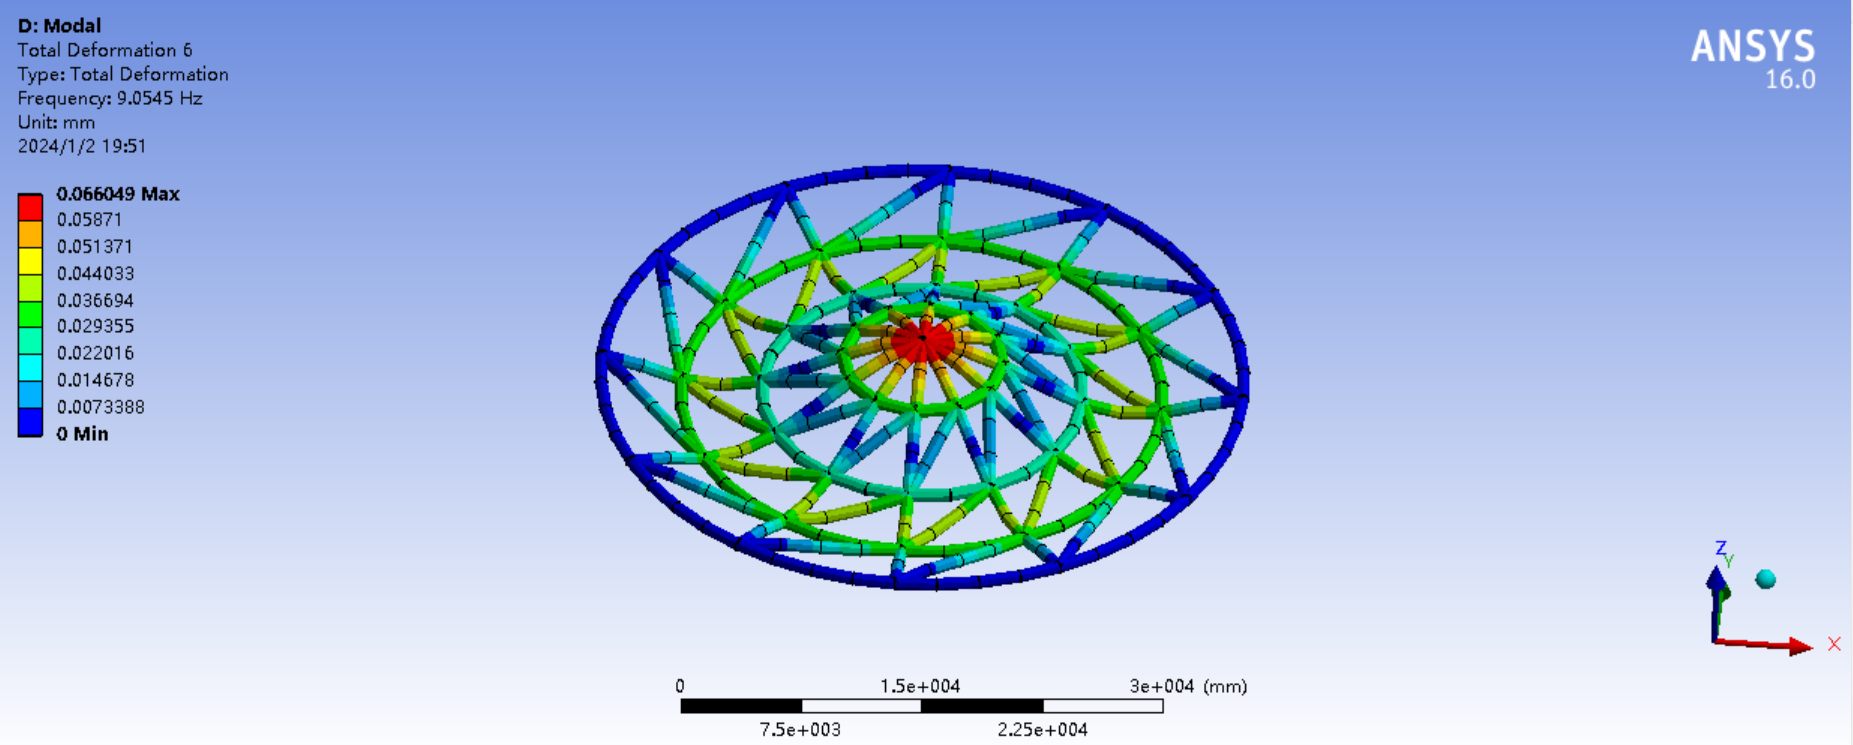 D: Modal
Total Deformation 6
Type: Total Deformation
Frequency: 9.0545 Hz
Unit: mm
2024/1/2 19:51
0.066049 Max
0.05871
0.051371
0.044033
0.036694
0.029355
0.022016
0.014678
0.0073388
0 Min
ANSYS
16.0
Z
Y
X
0 1.5e+004 3e+004 (mm)
7.5e+003 2.25e+004